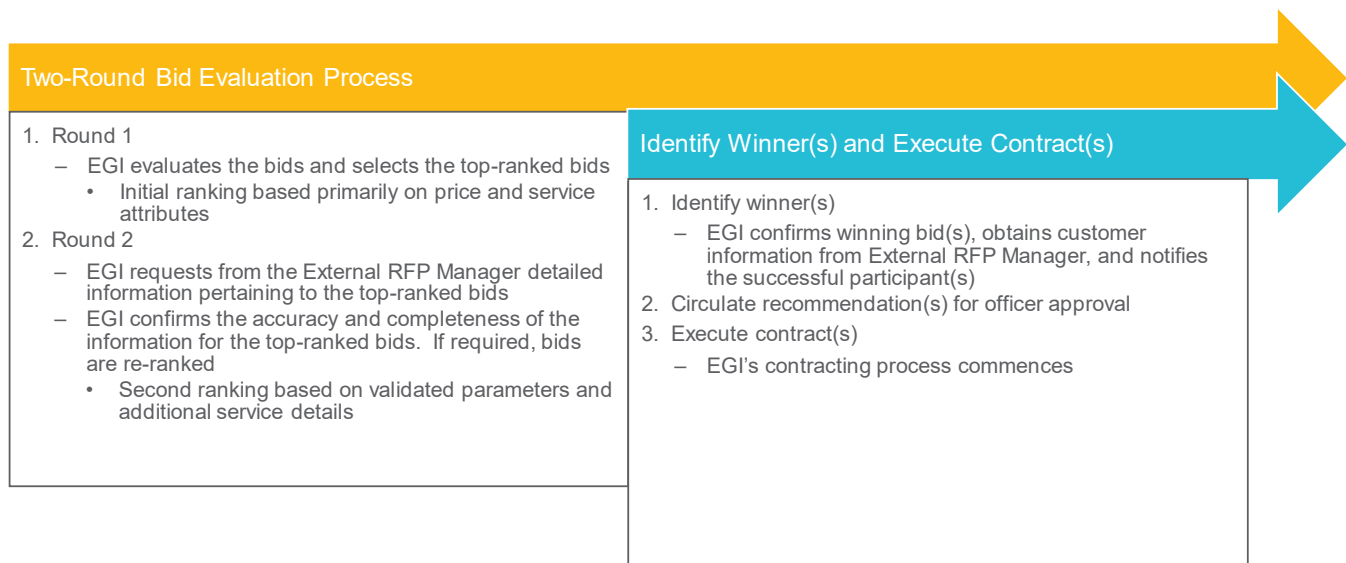 Two-Round Bid Evaluation Process
1. Round 1
– EGI evaluates the bids and selects the top-ranked bids
• Initial ranking based primarily on price and service
attributes
2. Round 2
– EGI requests from the External RFP Manager detailed
information pertaining to the top-ranked bids
– EGI confirms the accuracy and completeness of the
information for the top-ranked bids.  If required, bids
are re-ranked
• Second ranking based on validated parameters and
additional service details
Identify Winner(s) and Execute Contract(s)
1. Identify winner(s)
– EGI confirms winning bid(s), obtains customer
information from External RFP Manager, and notifies
the successful participant(s)
2. Circulate recommendation(s) for officer approval
3. Execute contract(s)
– EGI’s contracting process commences